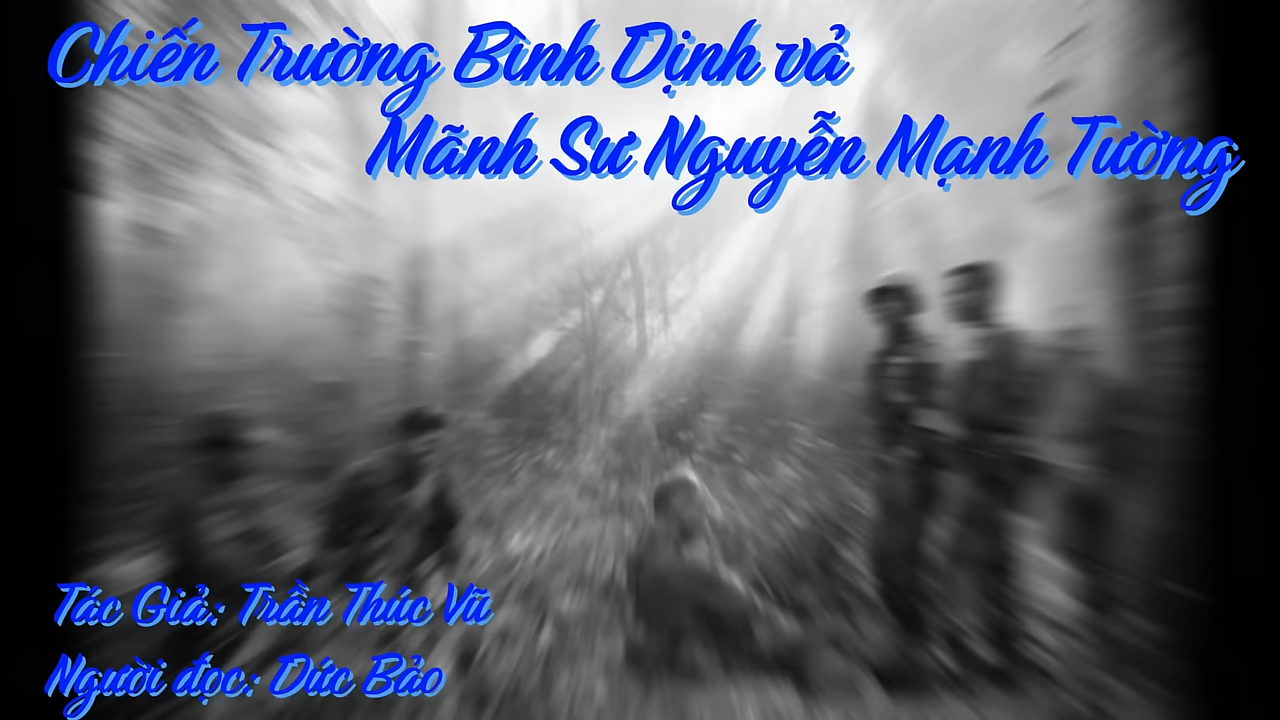 Chiến Trường Bình Định vả
Mãnh Sư Nguyễn Mạnh Tường
Tác Giả: Trần Thúc Vũ
Người đọc: Đức Bảo